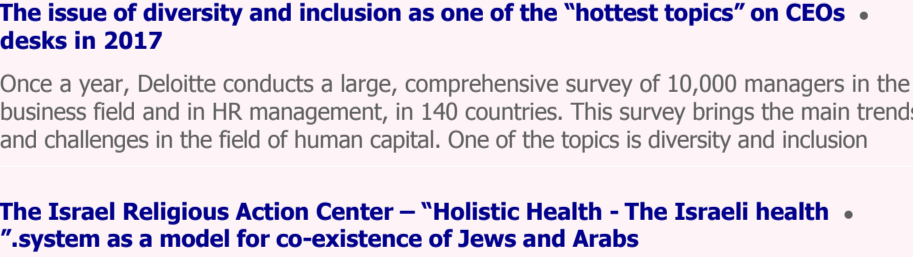 The issue of diversity and inclusion as one of the “hottest topics” on CEOs •
desks in 2017
Once a year, Deloitte conducts a large, comprehensive survey of 10,000 managers in the
business field and in HR management, in 140 countries. This survey brings the main trends
and challenges in the field of human capital. One of the topics is diversity and inclusion
The Israel Religious Action Center – “Holistic Health - The Israeli health •
”.system as a model for co-existence of Jews and Arabs